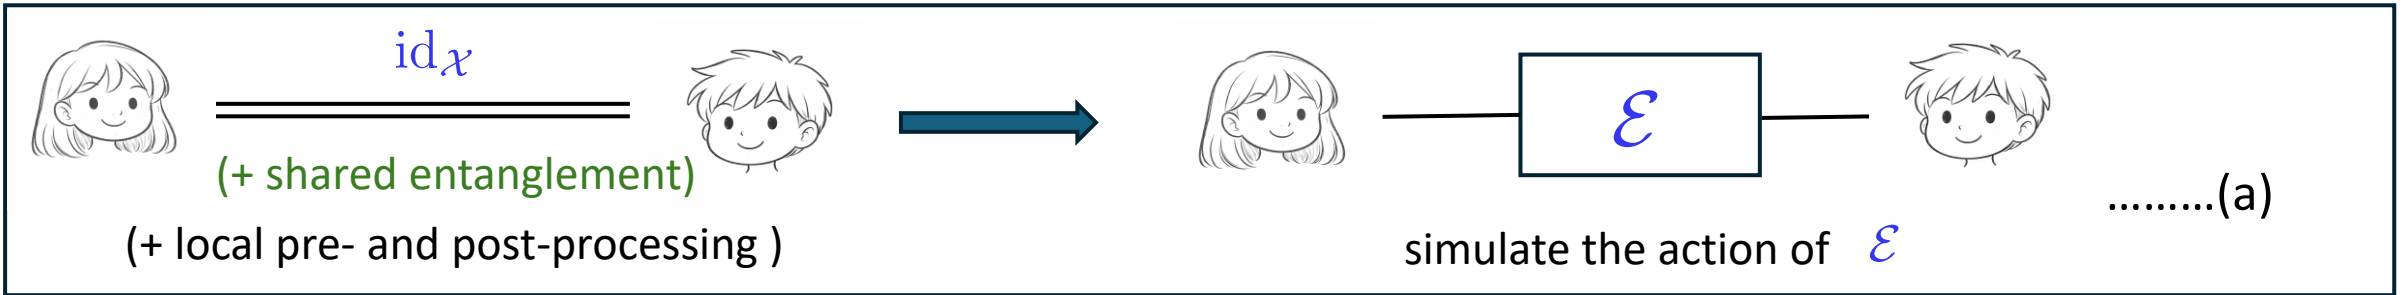 id𝒳
ℰ
(+ shared entanglement)
………(a)
(+ local pre- and post-processing )
simulate the action of ℰ